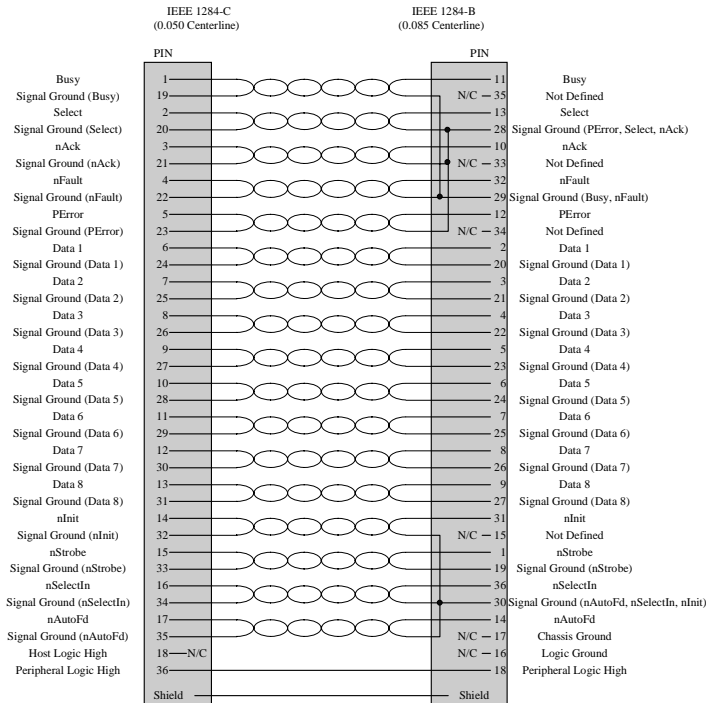 IEEE 1284-C IEEE 1284-B
(0.050 Centerline) (0.085 Centerline)
PIN PIN
Busy 1 11 Busy
Signal Ground (Busy) 19 N/C 35 Not Defined
Select 2 13 Select
Signal Ground (Select) 20 28 Signal Ground (PError, Select, nAck)
nAck 3 10 nAck
Signal Ground (nAck) 21 N/C 33 Not Defined
nFault 4 32 nFault
Signal Ground (nFault) 22 29 Signal Ground (Busy, nFault)
PError 5 12 PError
Signal Ground (PError) 23 N/C 34 Not Defined
Data 1 6 2 Data 1
Signal Ground (Data 1) 24 20 Signal Ground (Data 1)
Data 2 7 3 Data 2
Signal Ground (Data 2) 25 21 Signal Ground (Data 2)
Data 3 8 4 Data 3
Signal Ground (Data 3) 26 22 Signal Ground (Data 3)
Data 4 9 5 Data 4
Signal Ground (Data 4) 27 23 Signal Ground (Data 4)
Data 5 10 6 Data 5
Signal Ground (Data 5) 28 24 Signal Ground (Data 5)
Data 6 11 7 Data 6
Signal Ground (Data 6) 29 25 Signal Ground (Data 6)
Data 7 12 8 Data 7
Signal Ground (Data 7) 30 26 Signal Ground (Data 7)
Data 8 13 9 Data 8
Signal Ground (Data 8) 31 27 Signal Ground (Data 8)
nInit 14 31 nInit
Signal Ground (nInit) 32 N/C 15 Not Defined
nStrobe 15 1 nStrobe
Signal Ground (nStrobe) 33 19 Signal Ground (nStrobe)
nSelectIn 16 36 nSelectIn
Signal Ground (nSelectIn) 34 30 Signal Ground (nAutoFd, nSelectIn, nInit)
nAutoFd 17 14 nAutoFd
Signal Ground (nAutoFd) 35 N/C 17 Chassis Ground
Host Logic High 18 N/C N/C 16 Logic Ground
Peripheral Logic High 36 18 Peripheral Logic High
Shield Shield